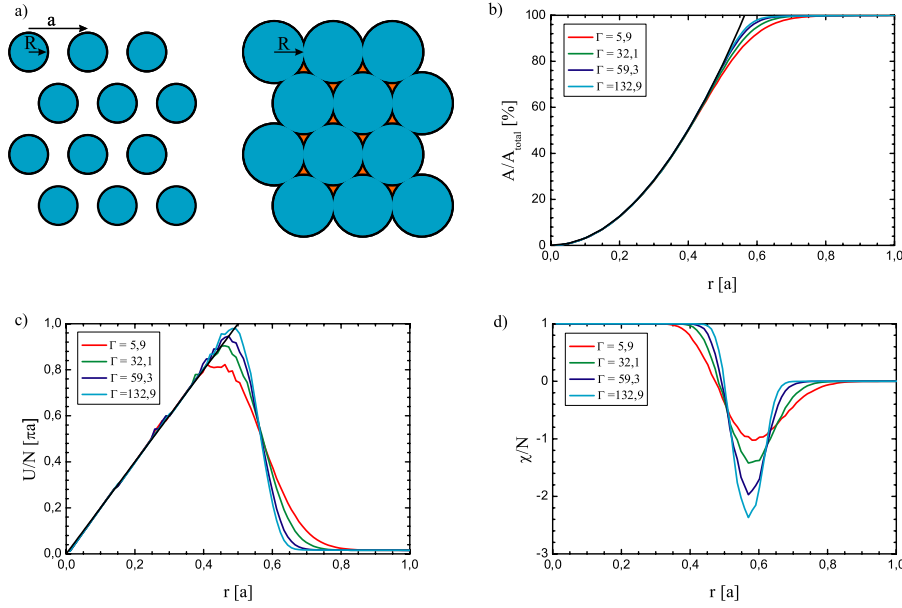 a)
a
R
R
b)
100
80
60
40
20
0
A/A_total [%]
Γ = 5,9
Γ = 32,1
Γ = 59,3
Γ =132,9
0,0 0,2 0,4 0,6 0,8 1,0
r [a]
c)
1,0
0,8
0,6
0,4
0,2
0,0
U/N [πa]
Γ = 5,9
Γ = 32,1
Γ = 59,3
Γ =132,9
0,0 0,2 0,4 0,6 0,8 1,0
r [a]
d)
1
0
-1
-2
-3
χ/N
Γ = 5,9
Γ = 32,1
Γ = 59,3
Γ =132,9
0,0 0,2 0,4 0,6 0,8 1,0
r [a]